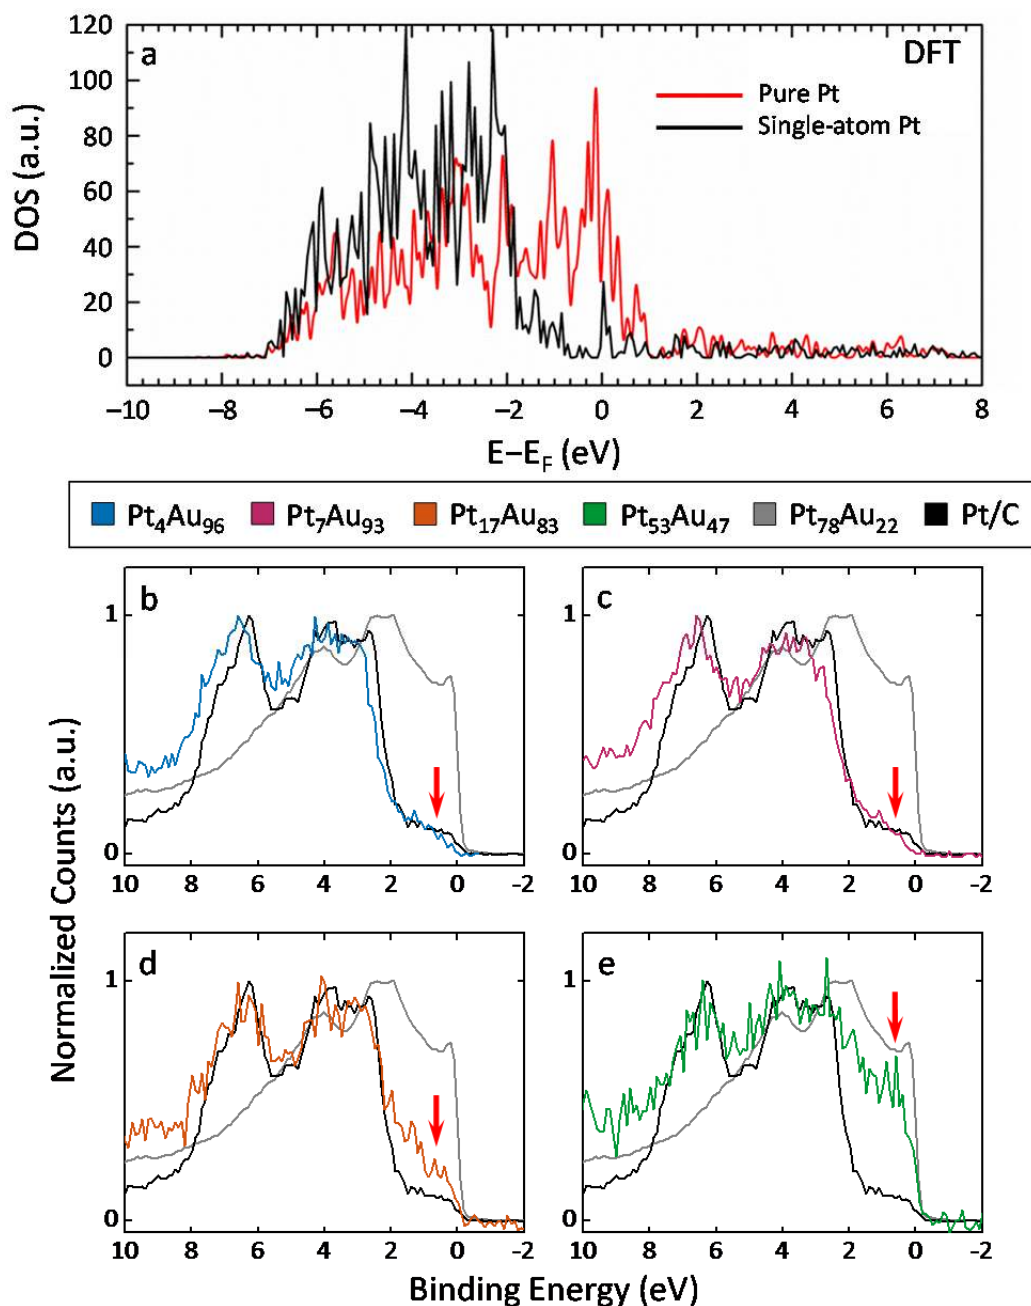 a
DFT
Pure Pt
Single-atom Pt
DOS (a.u.)
120
100
80
60
40
20
0
−10 −8 −6 −4 −2 0 2 4 6 8
E−E_F (eV)
Pt₄Au₉₆ Pt₇Au₉₃ Pt₁₇Au₈₃ Pt₅₃Au₄₇ Pt₇₈Au₂₂ Pt/C
Normalized Counts (a.u.)
b c
1 1
0 0
10 8 6 4 2 0 -2 10 8 6 4 2 0 -2
d e
1 1
0 0
10 8 6 4 2 0 -2 10 8 6 4 2 0 -2
Binding Energy (eV)